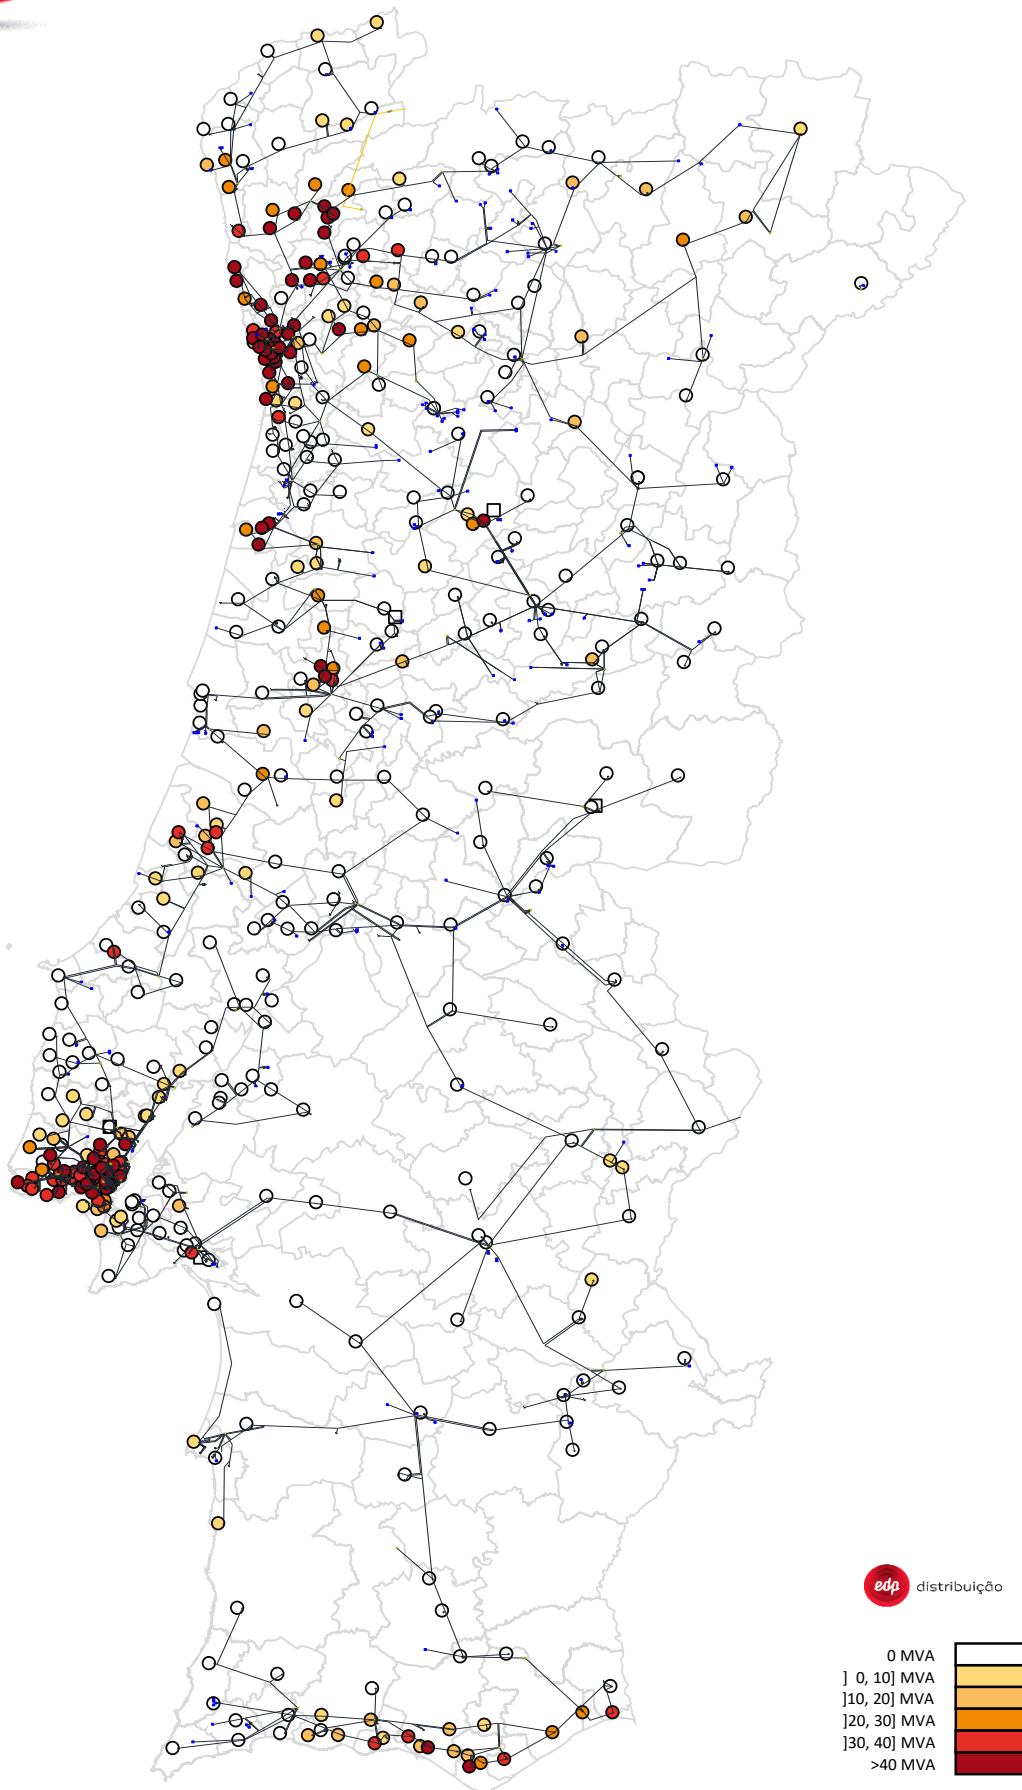 edp distribuição
0 MVA
] 0, 10] MVA
]10, 20] MVA
]20, 30] MVA
]30, 40] MVA
>40 MVA